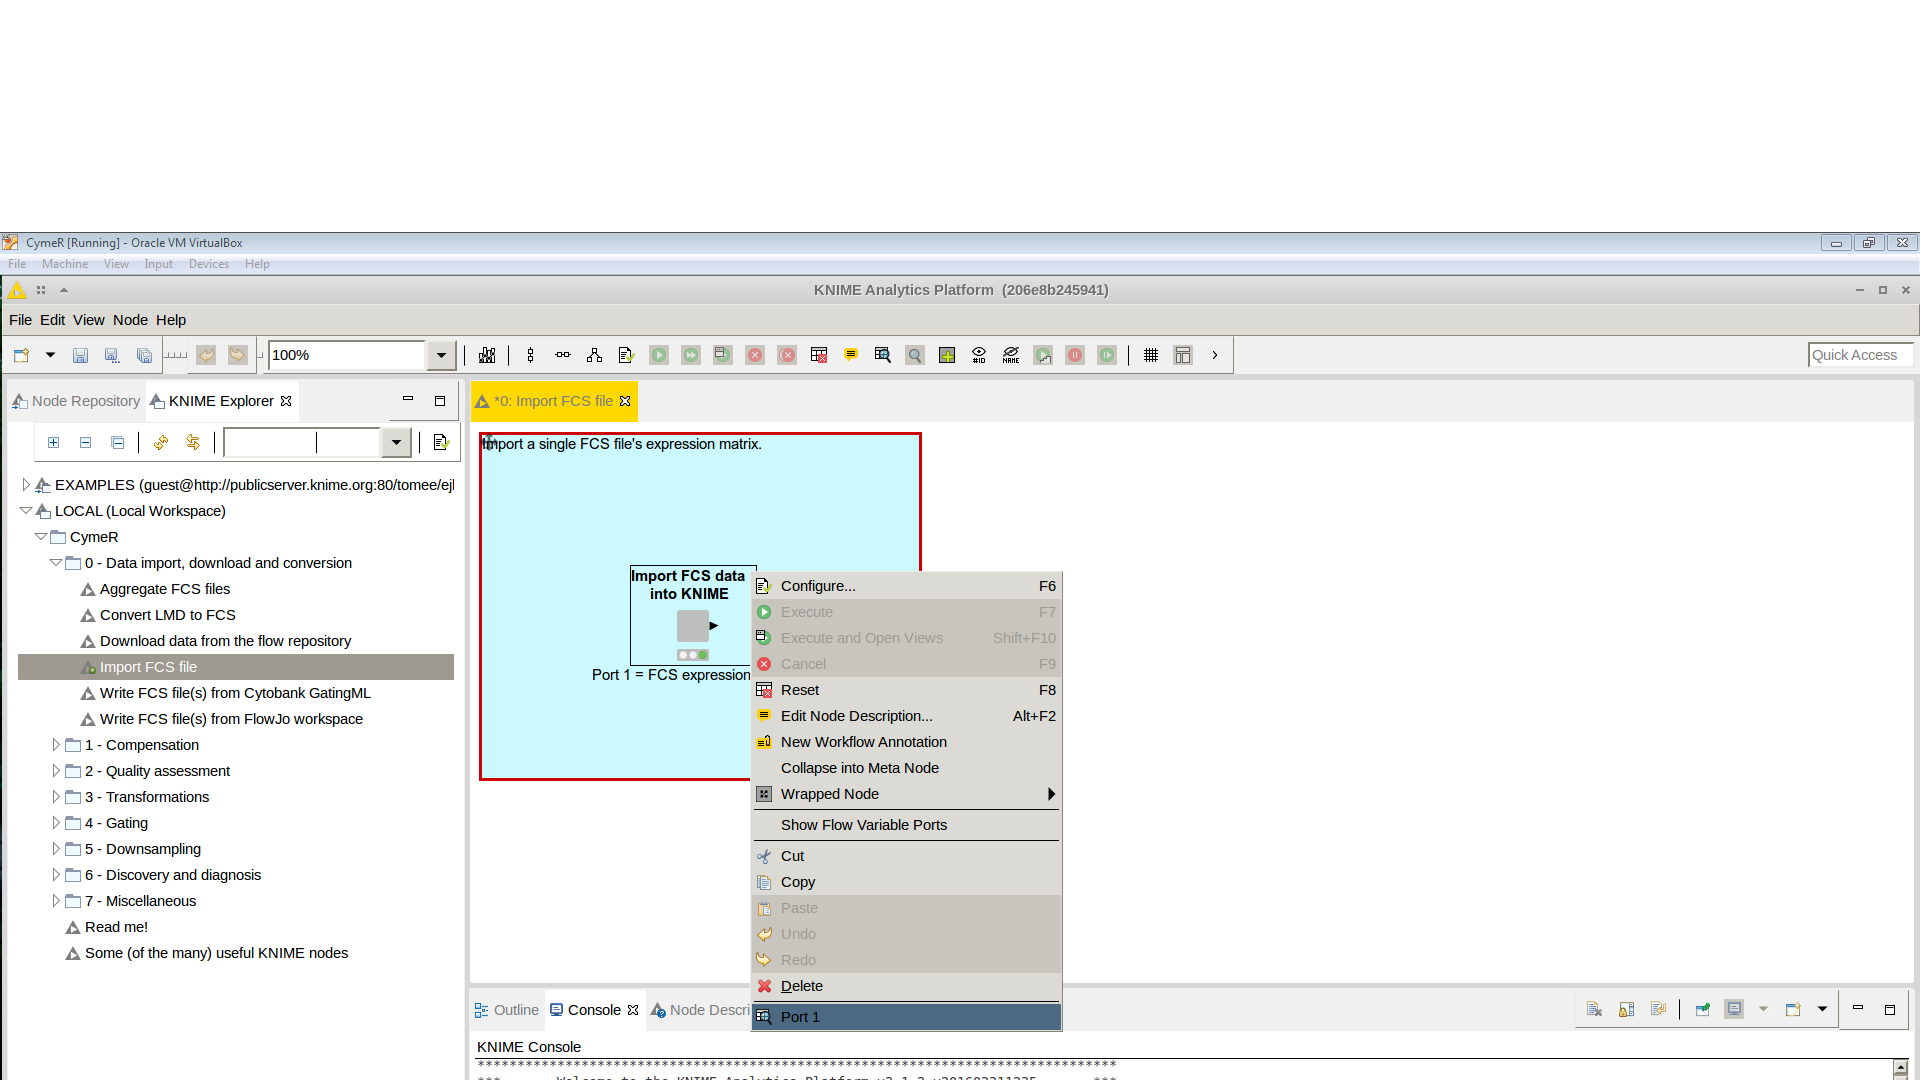 CymeR [Running] - Oracle VM VirtualBox
File Machine View Input Devices Help
KNIME Analytics Platform (206e8b245941)
File Edit View Node Help
100%
#ID
NAME
Quick Access
Node Repository
KNIME Explorer
*0: Import FCS file
EXAMPLES (guest@http://publicserver.knime.org:80/tomee/ejl
LOCAL (Local Workspace)
CymeR
0 - Data import, download and conversion
Aggregate FCS files
Convert LMD to FCS
Download data from the flow repository
Import FCS file
Write FCS file(s) from Cytobank GatingML
Write FCS file(s) from FlowJo workspace
1 - Compensation
2 - Quality assessment
3 - Transformations
4 - Gating
5 - Downsampling
6 - Discovery and diagnosis
7 - Miscellaneous
Read me!
Some (of the many) useful KNIME nodes
Import a single FCS file's expression matrix.
Import FCS data
into KNIME
Port 1 = FCS expression
Configure... F6
Execute F7
Execute and Open Views Shift+F10
Cancel F9
Reset F8
Edit Node Description... Alt+F2
New Workflow Annotation
Collapse into Meta Node
Wrapped Node
Show Flow Variable Ports
Cut
Copy
Paste
Undo
Redo
Delete
Port 1
Outline
Console
Node Descri
KNIME Console
********************************************************************************
*** Welcome to the KNIME Analytics Platform ***